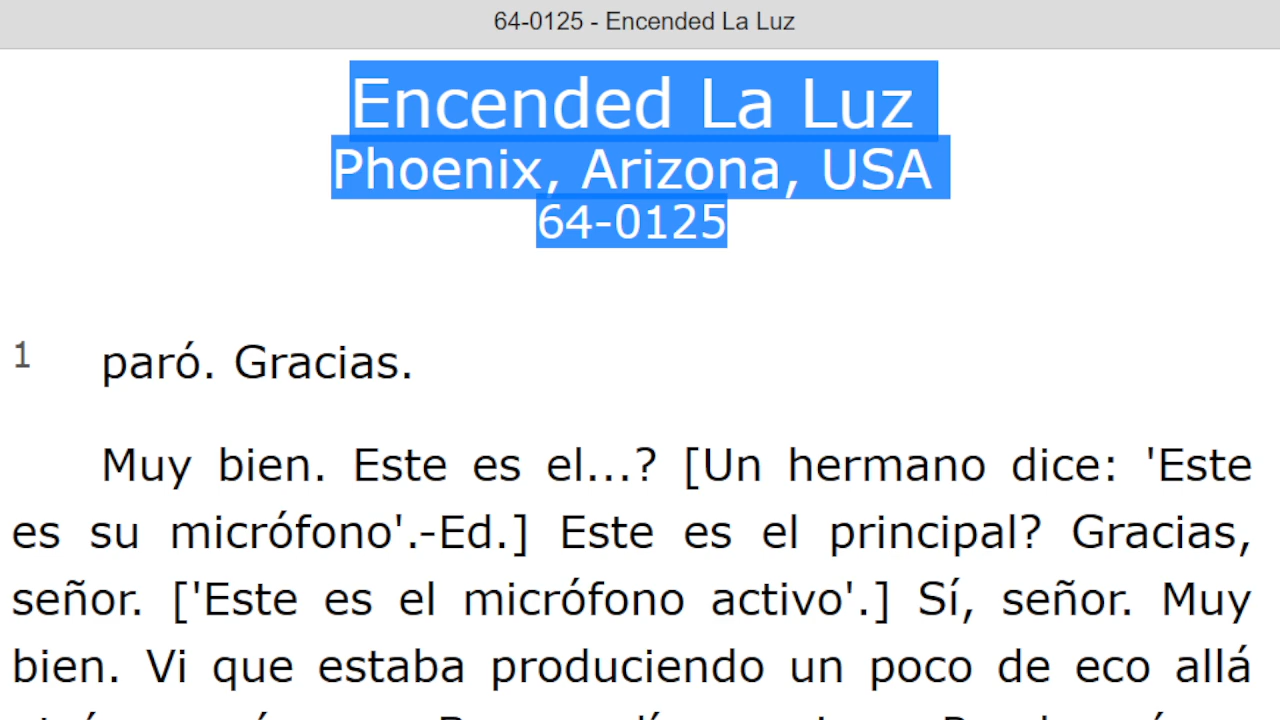 64-0125 - Encended La Luz
Encended La Luz
Phoenix, Arizona, USA
64-0125
1 paró. Gracias.
Muy bien. Este es el...? [Un hermano dice: 'Este
es su micrófono'.-Ed.] Este es el principal? Gracias,
señor. ['Este es el micrófono activo'.] Sí, señor. Muy
bien. Vi que estaba produciendo un poco de eco allá